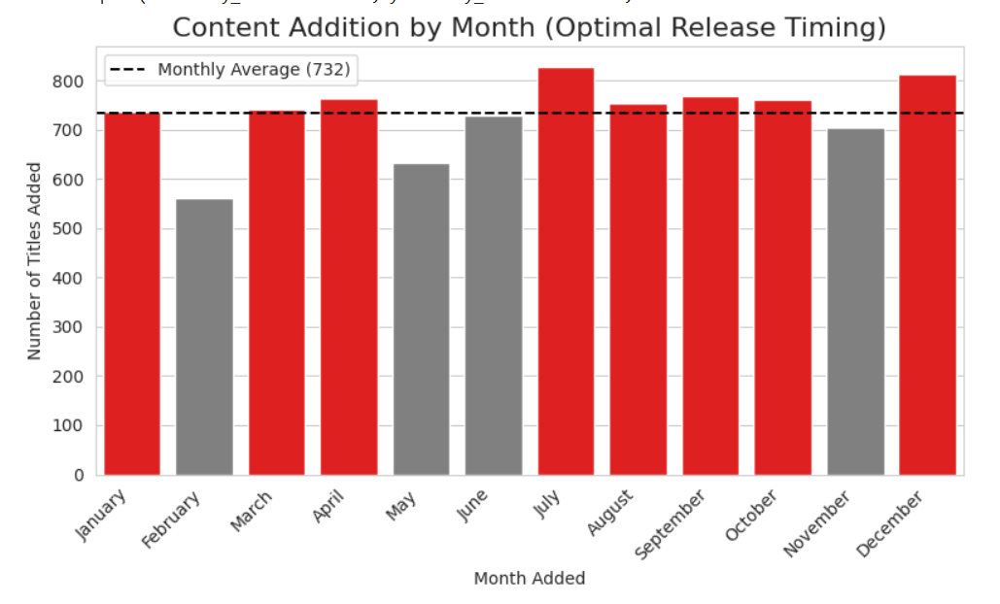 Content Addition by Month (Optimal Release Timing)
Monthly Average (732)
Number of Titles Added
800
700
600
500
400
300
200
100
0
January
February
March
April
May
June
July
August
September
October
November
December
Month Added